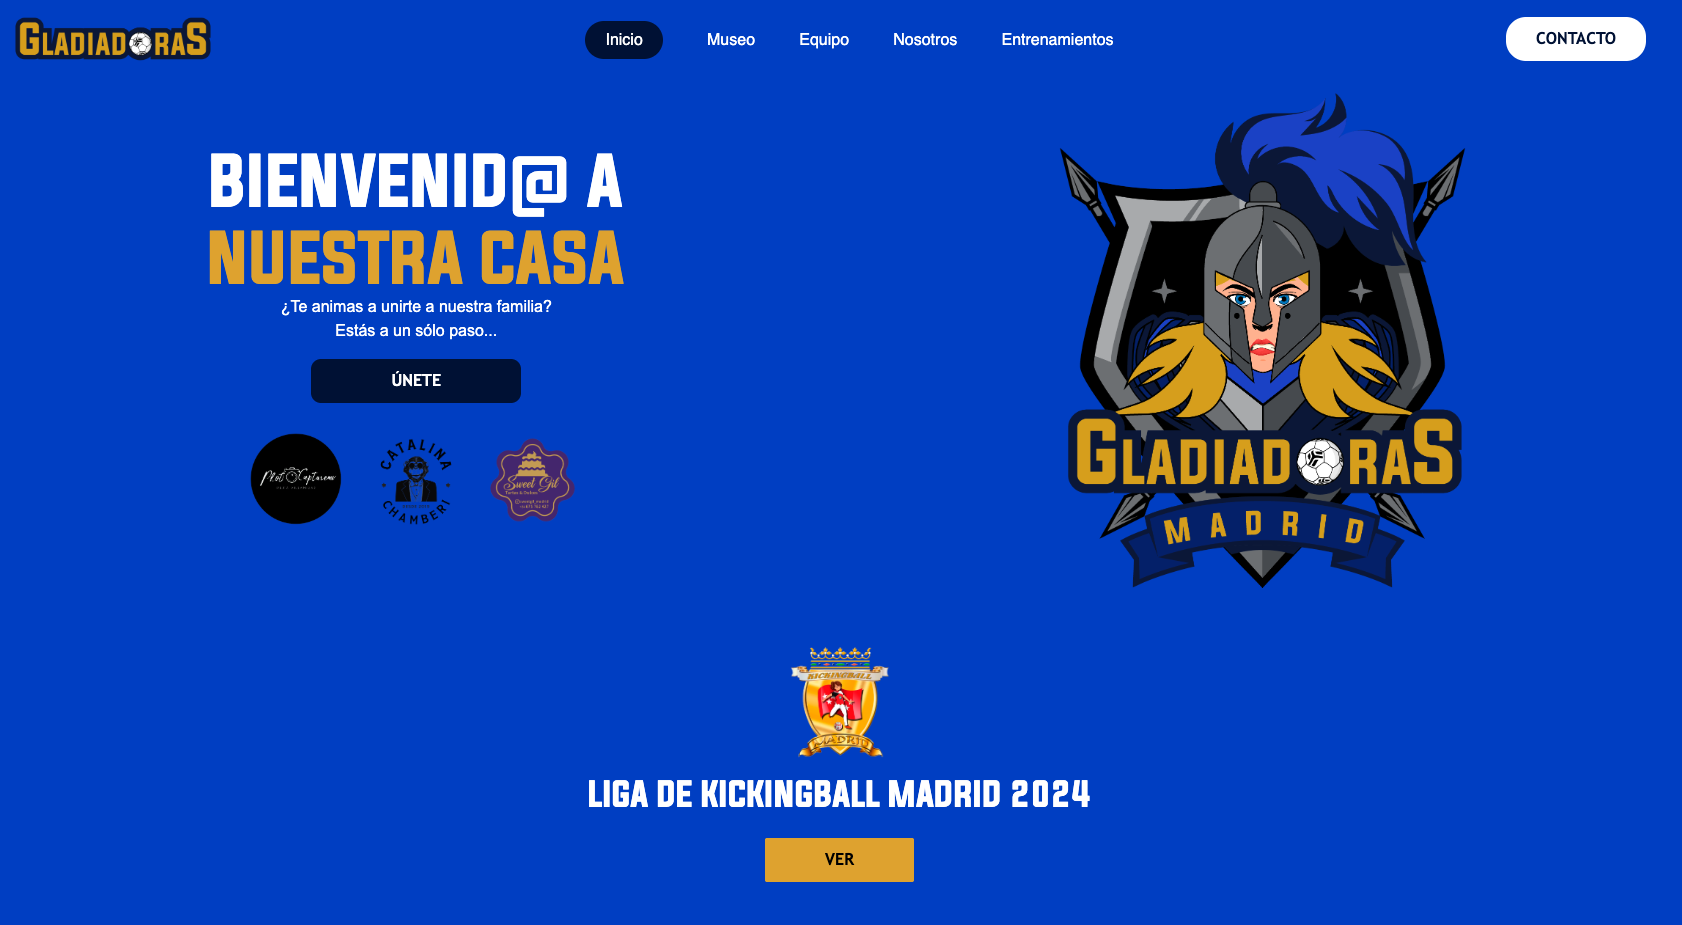 GLADIADORAS
Inicio
Museo
Equipo
Nosotros
Entrenamientos
CONTACTO
BIENVENID@ A
NUESTRA CASA
¿Te animas a unirte a nuestra familia?
Estás a un sólo paso...
ÚNETE
CATALINA
CHAMBERÍ
Sweet Gil
GLADIADORAS
MADRID
KICKINGBALL
MADRID
LIGA DE KICKINGBALL MADRID 2024
VER